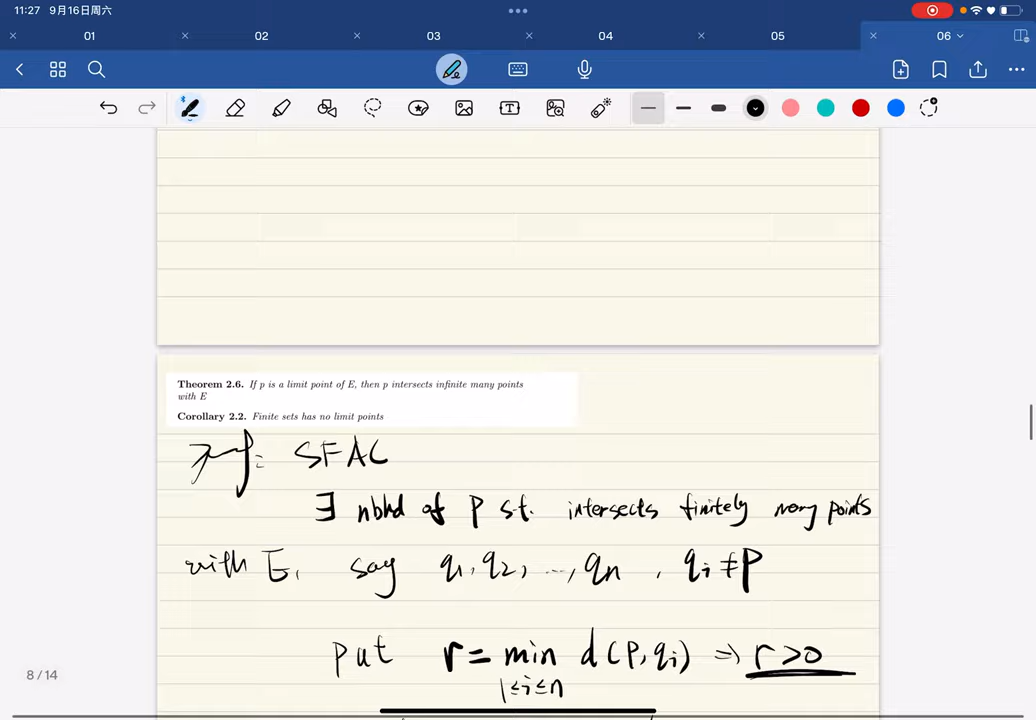 11:27 9月16日周六
01 02 03 04 05 06
T
Theorem 2.6. If p is a limit point of E, then p intersects infinite many points
with E
Corollary 2.2. Finite sets has no limit points
SFAC
∃ nbhd of P st. intersects finitely many points
with E, say q1, q2, ..., qn , qi ≠ P
put r = min d(P, qi) ⇒ r>0
1≤i≤n
8 / 14